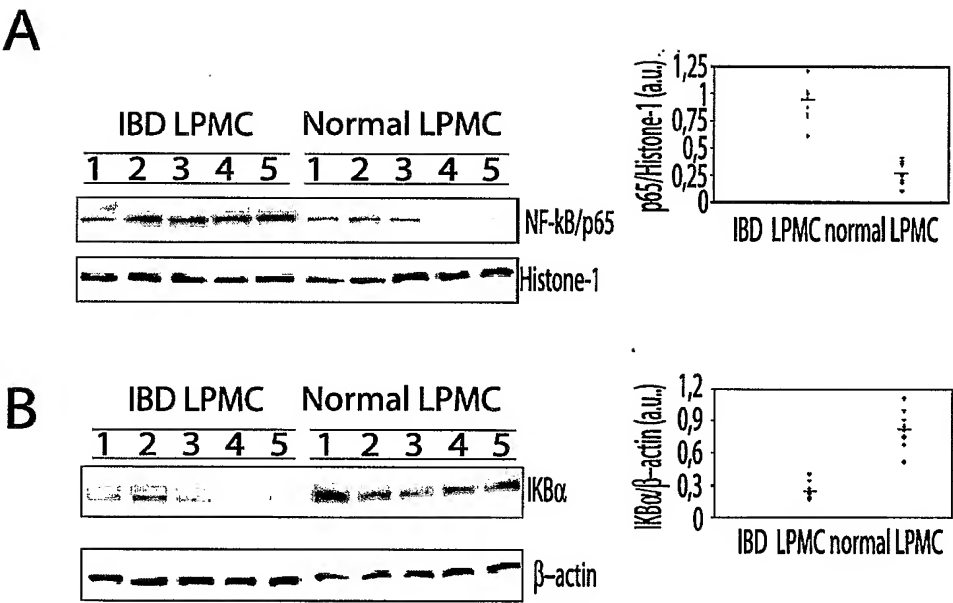 A
IBD LPMC Normal LPMC
1 2 3 4 5 1 2 3 4 5
NF-kB/p65
Histone-1
p65/Histone-1 (a.u.)
1,25
1
0,75
0,5
0,25
0
IBD LPMC normal LPMC
B
IBD LPMC Normal LPMC
1 2 3 4 5 1 2 3 4 5
IKBα
β-actin
IKBα/β-actin (a.u.)
1,2
0,9
0,6
0,3
0
IBD LPMC normal LPMC